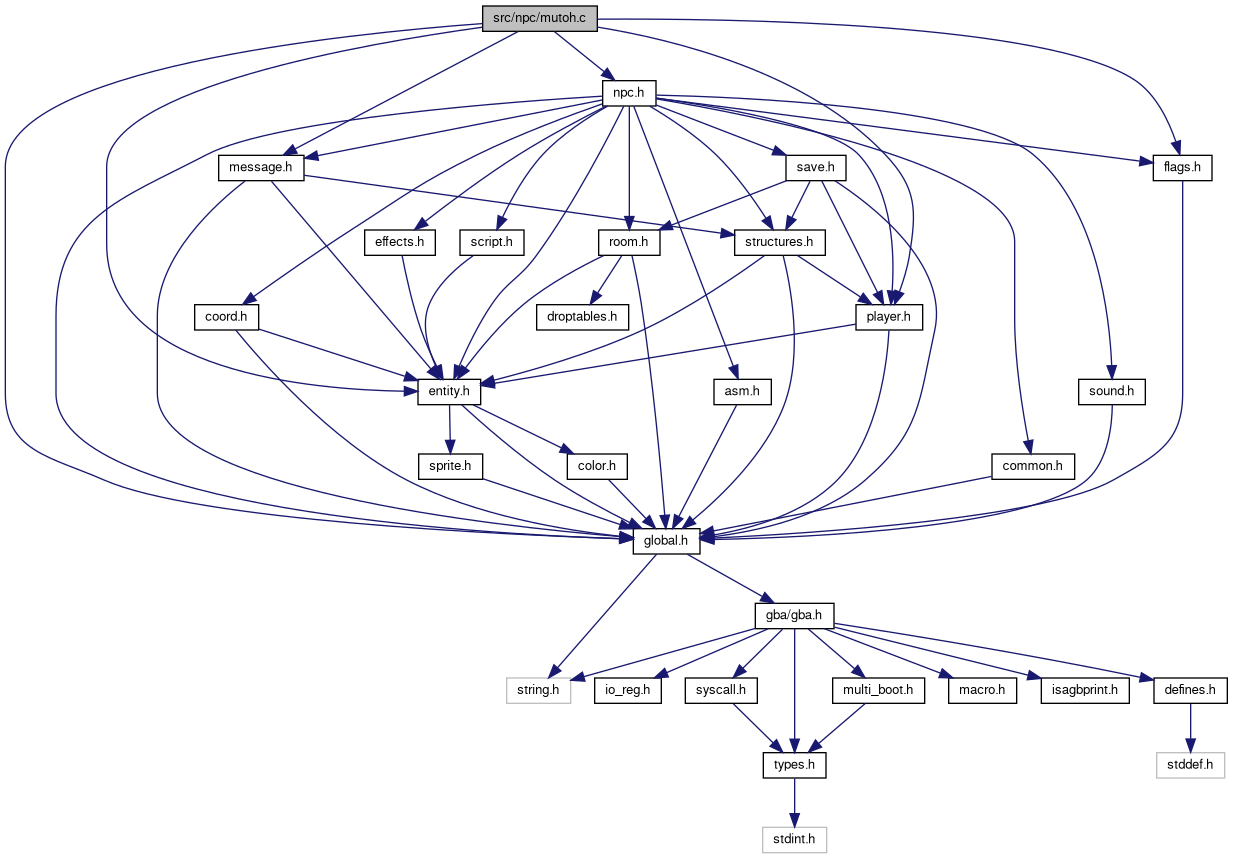 src/npc/mutoh.c
npc.h
message.h
save.h
flags.h
effects.h
script.h
room.h
structures.h
coord.h
droptables.h
player.h
entity.h
asm.h
sound.h
sprite.h
color.h
common.h
global.h
gba/gba.h
string.h
io_reg.h
syscall.h
multi_boot.h
macro.h
isagbprint.h
defines.h
types.h
stddef.h
stdint.h